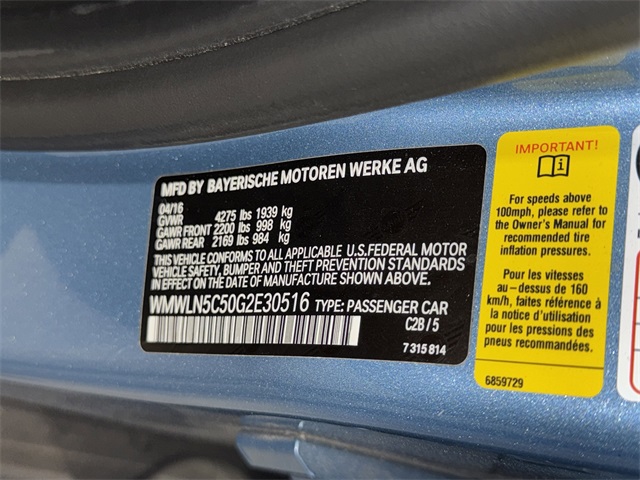 MFD BY BAYERISCHE MOTOREN WERKE AG
04/16
GVWR 4275 lbs 1939 kg
GAWR FRONT 2200 lbs 998 kg
GAWR REAR 2169 lbs 984 kg
THIS VEHICLE CONFORMS TO ALL APPLICABLE U.S.FEDERAL MOTOR
VEHICLE SAFETY, BUMPER AND THEFT PREVENTION STANDARDS
IN EFFECT ON THE DATE OF MANUFACTURE SHOWN ABOVE.
WMWLN5C50G2E30516 TYPE: PASSENGER CAR
C2B / 5
7 315 814
IMPORTANT!
For speeds above
100mph, please refer to
the Owner's Manual for
recommended tire
inflation pressures.
Pour les vitesses
au-dessus de 160
km/h, faites référence à
la notice d'utilisation
pour les pressions des
pneus recommandées.
6859729